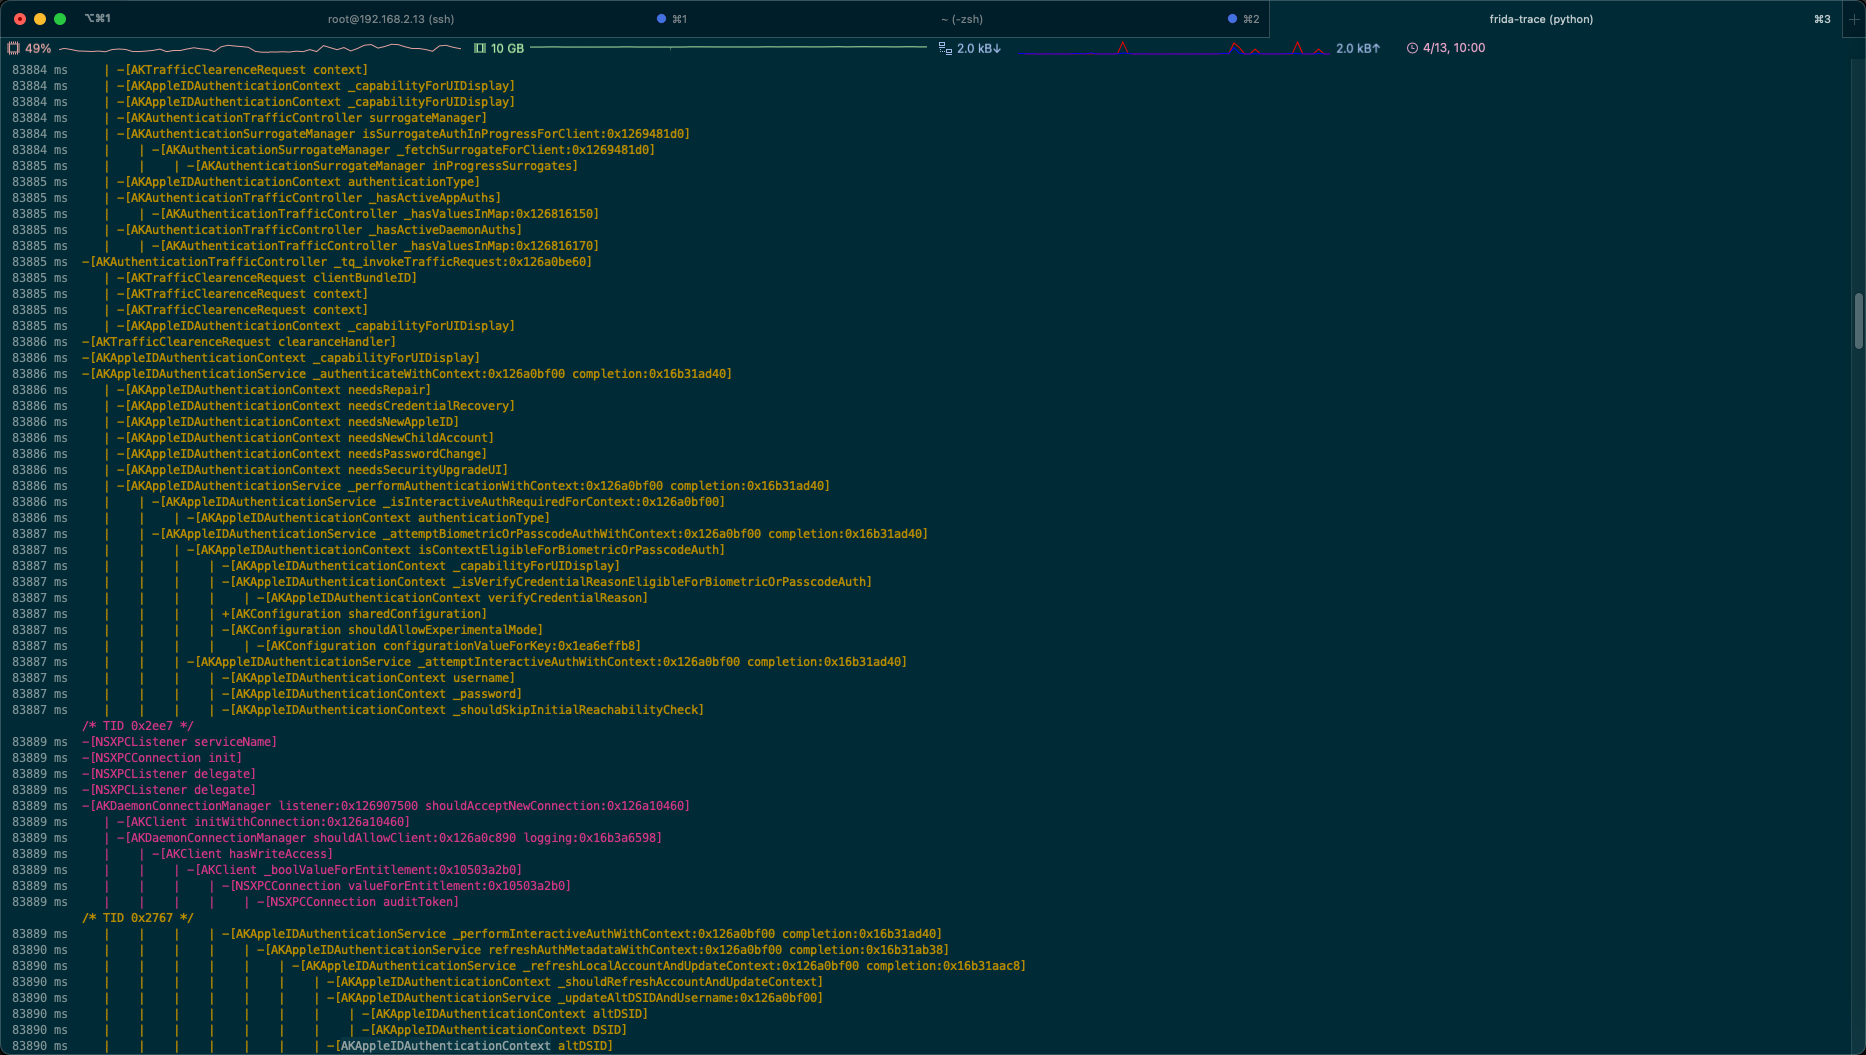 ⌥⌘1 root@192.168.2.13 (ssh) ⌘1 ~ (-zsh) ⌘2 frida-trace (python) ⌘3
49% 10 GB 2.0 kB↓ 2.0 kB↑ 4/13, 10:00
83884 ms | -[AKTrafficClearenceRequest context]
83884 ms | -[AKAppleIDAuthenticationContext _capabilityForUIDisplay]
83884 ms | -[AKAppleIDAuthenticationContext _capabilityForUIDisplay]
83884 ms | -[AKAuthenticationTrafficController surrogateManager]
83884 ms | -[AKAuthenticationSurrogateManager isSurrogateAuthInProgressForClient:0x1269481d0]
83884 ms | | -[AKAuthenticationSurrogateManager _fetchSurrogateForClient:0x1269481d0]
83885 ms | | | -[AKAuthenticationSurrogateManager inProgressSurrogates]
83885 ms | -[AKAppleIDAuthenticationContext authenticationType]
83885 ms | -[AKAuthenticationTrafficController _hasActiveAppAuths]
83885 ms | | -[AKAuthenticationTrafficController _hasValuesInMap:0x126816150]
83885 ms | -[AKAuthenticationTrafficController _hasActiveDaemonAuths]
83885 ms | | -[AKAuthenticationTrafficController _hasValuesInMap:0x126816170]
83885 ms -[AKAuthenticationTrafficController _tq_invokeTrafficRequest:0x126a0be60]
83885 ms | -[AKTrafficClearenceRequest clientBundleID]
83885 ms | -[AKTrafficClearenceRequest context]
83885 ms | -[AKTrafficClearenceRequest context]
83885 ms | -[AKAppleIDAuthenticationContext _capabilityForUIDisplay]
83886 ms -[AKTrafficClearenceRequest clearanceHandler]
83886 ms -[AKAppleIDAuthenticationContext _capabilityForUIDisplay]
83886 ms -[AKAppleIDAuthenticationService _authenticateWithContext:0x126a0bf00 completion:0x16b31ad40]
83886 ms | -[AKAppleIDAuthenticationContext needsRepair]
83886 ms | -[AKAppleIDAuthenticationContext needsCredentialRecovery]
83886 ms | -[AKAppleIDAuthenticationContext needsNewAppleID]
83886 ms | -[AKAppleIDAuthenticationContext needsNewChildAccount]
83886 ms | -[AKAppleIDAuthenticationContext needsPasswordChange]
83886 ms | -[AKAppleIDAuthenticationContext needsSecurityUpgradeUI]
83886 ms | -[AKAppleIDAuthenticationService _performAuthenticationWithContext:0x126a0bf00 completion:0x16b31ad40]
83886 ms | | -[AKAppleIDAuthenticationService _isInteractiveAuthRequiredForContext:0x126a0bf00]
83886 ms | | | -[AKAppleIDAuthenticationContext authenticationType]
83887 ms | | -[AKAppleIDAuthenticationService _attemptBiometricOrPasscodeAuthWithContext:0x126a0bf00 completion:0x16b31ad40]
83887 ms | | | -[AKAppleIDAuthenticationContext isContextEligibleForBiometricOrPasscodeAuth]
83887 ms | | | | -[AKAppleIDAuthenticationContext _capabilityForUIDisplay]
83887 ms | | | | -[AKAppleIDAuthenticationContext _isVerifyCredentialReasonEligibleForBiometricOrPasscodeAuth]
83887 ms | | | | | -[AKAppleIDAuthenticationContext verifyCredentialReason]
83887 ms | | | | +[AKConfiguration sharedConfiguration]
83887 ms | | | | -[AKConfiguration shouldAllowExperimentalMode]
83887 ms | | | | | -[AKConfiguration configurationValueForKey:0x1ea6effb8]
83887 ms | | | -[AKAppleIDAuthenticationService _attemptInteractiveAuthWithContext:0x126a0bf00 completion:0x16b31ad40]
83887 ms | | | | -[AKAppleIDAuthenticationContext username]
83887 ms | | | | -[AKAppleIDAuthenticationContext _password]
83887 ms | | | | -[AKAppleIDAuthenticationContext _shouldSkipInitialReachabilityCheck]
/* TID 0x2ee7 */
83889 ms -[NSXPCListener serviceName]
83889 ms -[NSXPCConnection init]
83889 ms -[NSXPCListener delegate]
83889 ms -[NSXPCListener delegate]
83889 ms -[AKDaemonConnectionManager listener:0x126907500 shouldAcceptNewConnection:0x126a10460]
83889 ms | -[AKClient initWithConnection:0x126a10460]
83889 ms | -[AKDaemonConnectionManager shouldAllowClient:0x126a0c890 logging:0x16b3a6598]
83889 ms | | -[AKClient hasWriteAccess]
83889 ms | | | -[AKClient _boolValueForEntitlement:0x10503a2b0]
83889 ms | | | | -[NSXPCConnection valueForEntitlement:0x10503a2b0]
83889 ms | | | | | -[NSXPCConnection auditToken]
/* TID 0x2767 */
83889 ms | | | | -[AKAppleIDAuthenticationService _performInteractiveAuthWithContext:0x126a0bf00 completion:0x16b31ad40]
83890 ms | | | | | -[AKAppleIDAuthenticationService refreshAuthMetadataWithContext:0x126a0bf00 completion:0x16b31ab38]
83890 ms | | | | | | -[AKAppleIDAuthenticationService _refreshLocalAccountAndUpdateContext:0x126a0bf00 completion:0x16b31aac8]
83890 ms | | | | | | | -[AKAppleIDAuthenticationContext _shouldRefreshAccountAndUpdateContext]
83890 ms | | | | | | | -[AKAppleIDAuthenticationService _updateAltDSIDAndUsername:0x126a0bf00]
83890 ms | | | | | | | | -[AKAppleIDAuthenticationContext altDSID]
83890 ms | | | | | | | | -[AKAppleIDAuthenticationContext DSID]
83890 ms | | | | | | | -[AKAppleIDAuthenticationContext altDSID]